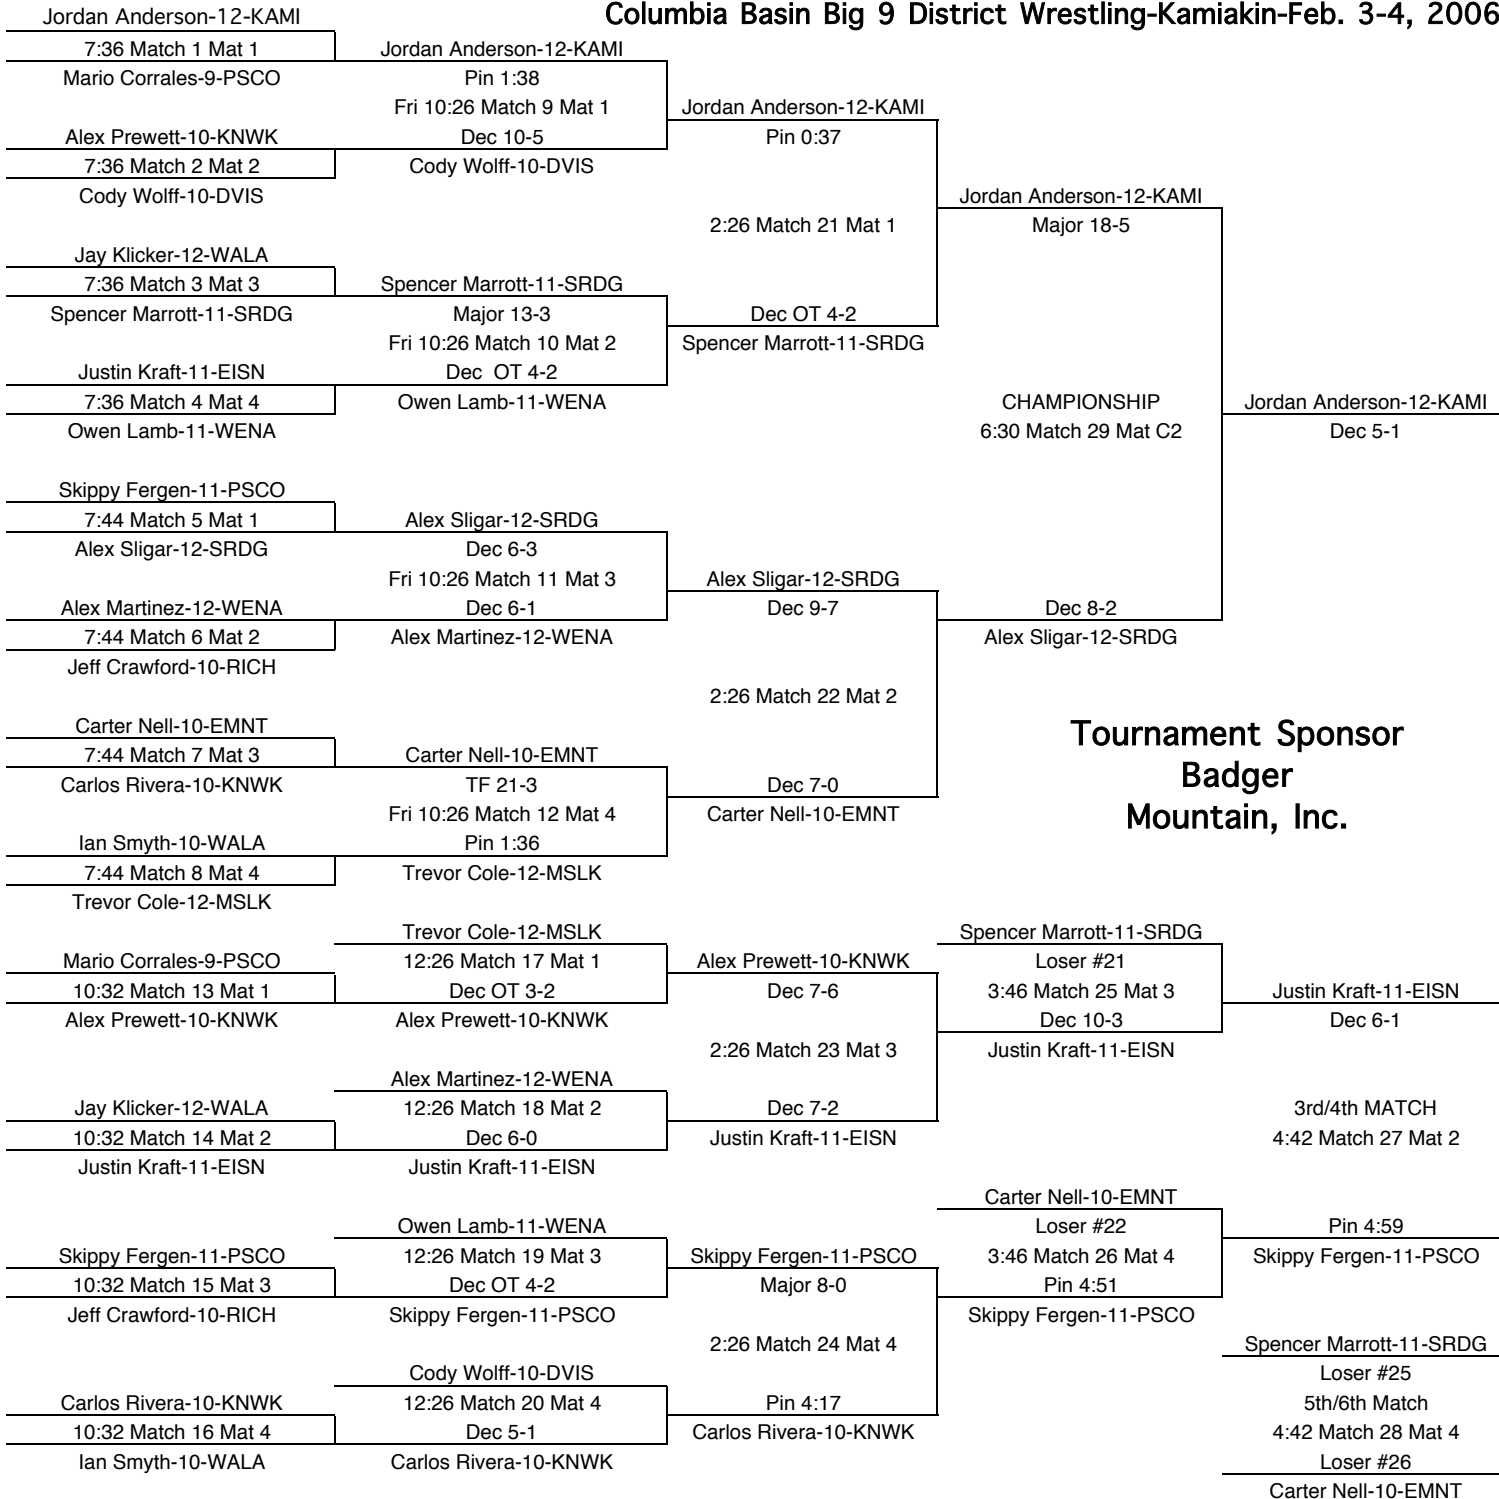 Columbia Basin Big 9 District Wrestling-Kamiakin-Feb. 3-4, 2006
Jordan Anderson-12-KAMI
7:36 Match 1 Mat 1
Mario Corrales-9-PSCO
Alex Prewett-10-KNWK
7:36 Match 2 Mat 2
Cody Wolff-10-DVIS
Jay Klicker-12-WALA
7:36 Match 3 Mat 3
Spencer Marrott-11-SRDG
Justin Kraft-11-EISN
7:36 Match 4 Mat 4
Owen Lamb-11-WENA
Skippy Fergen-11-PSCO
7:44 Match 5 Mat 1
Alex Sligar-12-SRDG
Alex Martinez-12-WENA
7:44 Match 6 Mat 2
Jeff Crawford-10-RICH
Carter Nell-10-EMNT
7:44 Match 7 Mat 3
Carlos Rivera-10-KNWK
Ian Smyth-10-WALA
7:44 Match 8 Mat 4
Trevor Cole-12-MSLK
Jordan Anderson-12-KAMI
Pin 1:38
Fri 10:26 Match 9 Mat 1
Dec 10-5
Cody Wolff-10-DVIS
Spencer Marrott-11-SRDG
Major 13-3
Fri 10:26 Match 10 Mat 2
Dec OT 4-2
Owen Lamb-11-WENA
Alex Sligar-12-SRDG
Dec 6-3
Fri 10:26 Match 11 Mat 3
Dec 6-1
Alex Martinez-12-WENA
Carter Nell-10-EMNT
TF 21-3
Fri 10:26 Match 12 Mat 4
Pin 1:36
Trevor Cole-12-MSLK
Jordan Anderson-12-KAMI
Pin 0:37
2:26 Match 21 Mat 1
Dec OT 4-2
Spencer Marrott-11-SRDG
Alex Sligar-12-SRDG
Dec 9-7
2:26 Match 22 Mat 2
Dec 7-0
Carter Nell-10-EMNT
Jordan Anderson-12-KAMI
Major 18-5
CHAMPIONSHIP
6:30 Match 29 Mat C2
Dec 8-2
Alex Sligar-12-SRDG
Jordan Anderson-12-KAMI
Dec 5-1
Tournament Sponsor
Badger
Mountain, Inc.
Mario Corrales-9-PSCO
10:32 Match 13 Mat 1
Alex Prewett-10-KNWK
Jay Klicker-12-WALA
10:32 Match 14 Mat 2
Justin Kraft-11-EISN
Skippy Fergen-11-PSCO
10:32 Match 15 Mat 3
Jeff Crawford-10-RICH
Carlos Rivera-10-KNWK
10:32 Match 16 Mat 4
Ian Smyth-10-WALA
Trevor Cole-12-MSLK
12:26 Match 17 Mat 1
Dec OT 3-2
Alex Prewett-10-KNWK
Alex Martinez-12-WENA
12:26 Match 18 Mat 2
Dec 6-0
Justin Kraft-11-EISN
Owen Lamb-11-WENA
12:26 Match 19 Mat 3
Dec OT 4-2
Skippy Fergen-11-PSCO
Cody Wolff-10-DVIS
12:26 Match 20 Mat 4
Dec 5-1
Carlos Rivera-10-KNWK
Alex Prewett-10-KNWK
Dec 7-6
2:26 Match 23 Mat 3
Dec 7-2
Justin Kraft-11-EISN
Skippy Fergen-11-PSCO
Major 8-0
2:26 Match 24 Mat 4
Pin 4:17
Carlos Rivera-10-KNWK
Spencer Marrott-11-SRDG
Loser #21
3:46 Match 25 Mat 3
Dec 10-3
Justin Kraft-11-EISN
Carter Nell-10-EMNT
Loser #22
3:46 Match 26 Mat 4
Pin 4:51
Skippy Fergen-11-PSCO
Justin Kraft-11-EISN
Dec 6-1
3rd/4th MATCH
4:42 Match 27 Mat 2
Pin 4:59
Skippy Fergen-11-PSCO
Spencer Marrott-11-SRDG
Loser #25
5th/6th Match
4:42 Match 28 Mat 4
Loser #26
Carter Nell-10-EMNT